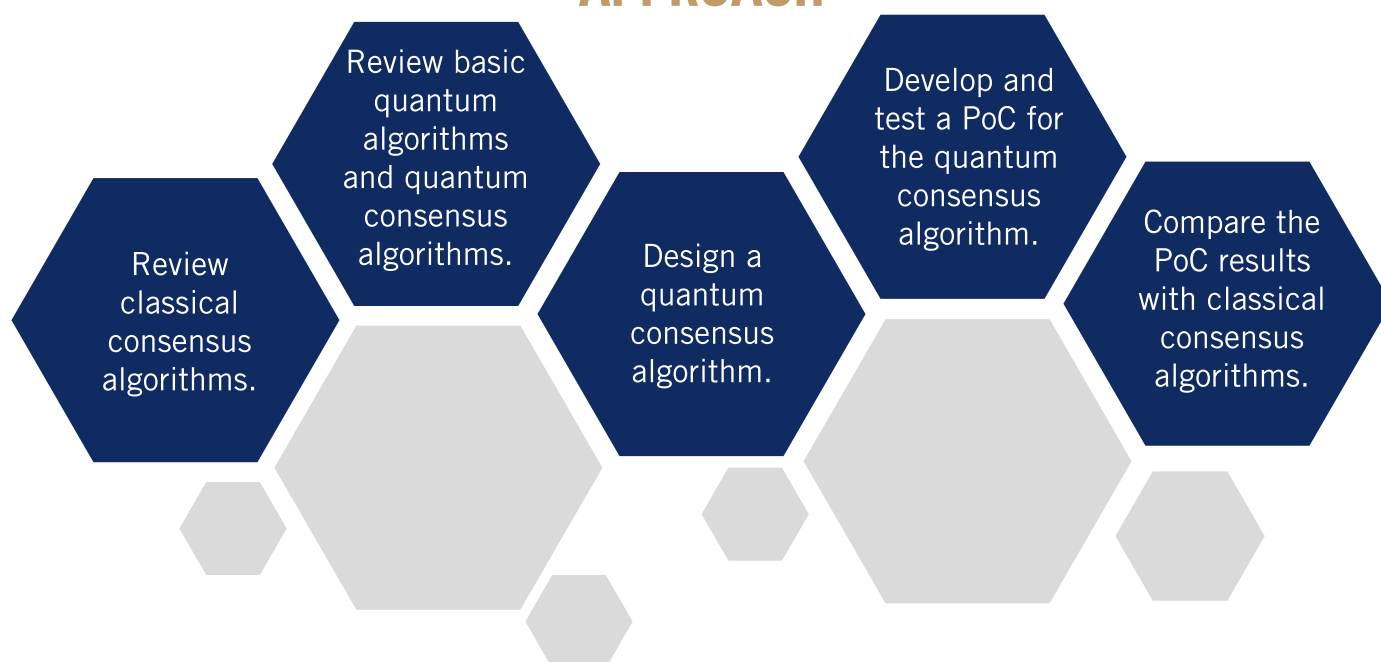 APPROACH
Review
classical
consensus
algorithms.
Review basic
quantum
algorithms
and quantum
consensus
algorithms.
Design a
quantum
consensus
algorithm.
Develop and
test a PoC for
the quantum
consensus
algorithm.
Compare the
PoC results
with classical
consensus
algorithms.